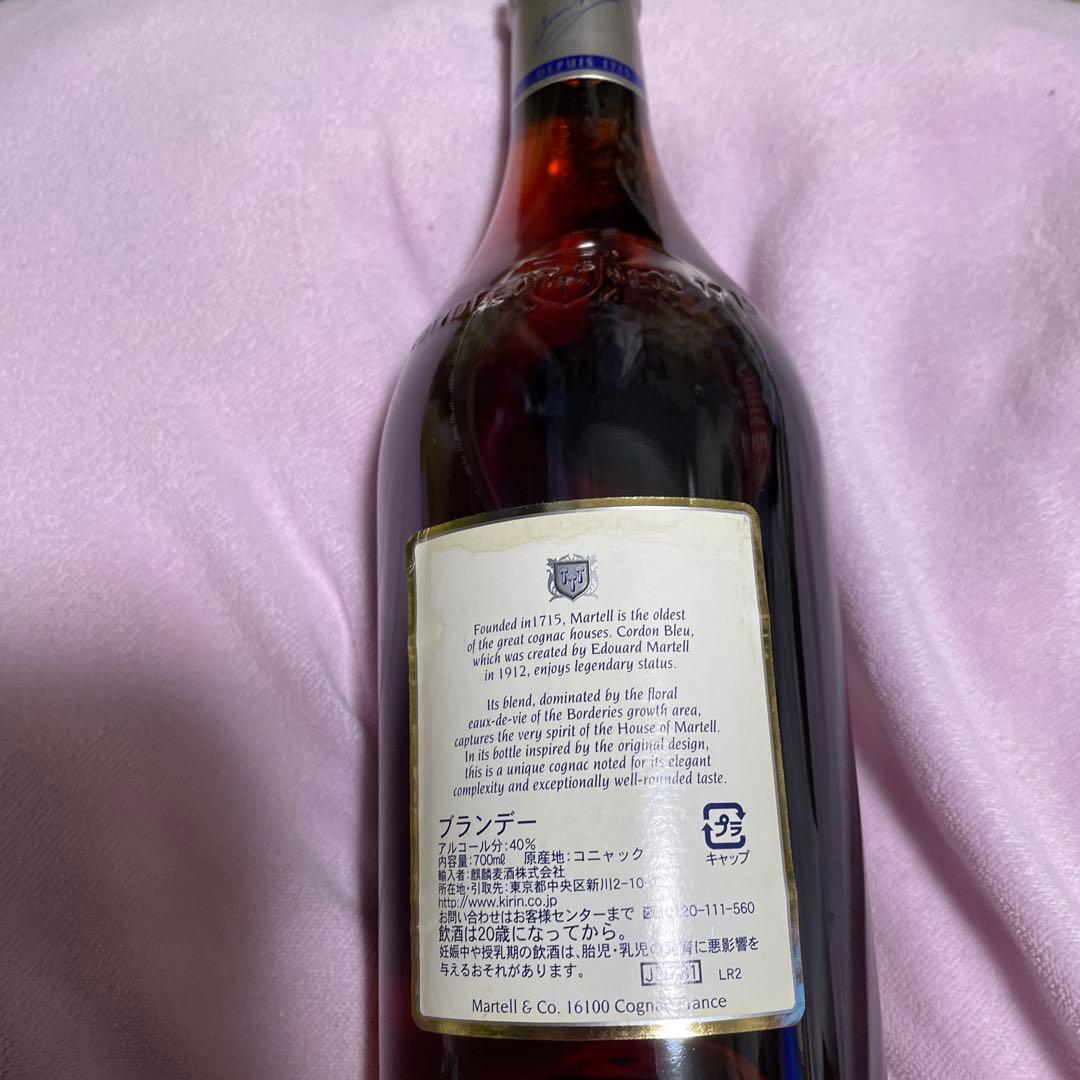 DEPUIS 1715
TTT
Founded in1715, Martell is the oldest
of the great cognac houses. Cordon Bleu,
which was created by Edouard Martell
in 1912, enjoys legendary status.
Its blend, dominated by the floral
eaux-de-vie of the Borderies growth area,
captures the very spirit of the House of Martell.
In its bottle inspired by the original design,
this is a unique cognac noted for its elegant
complexity and exceptionally well-rounded taste.
ブランデー
アルコール分:40%
内容量:700mℓ 原産地:コニャック
輸入者:麒麟麦酒株式会社
所在地・引取先:東京都中央区新川2-10-
http://www.kirin.co.jp
お問い合わせはお客様センターまで 0120-111-560
飲酒は20歳になってから。
妊娠中や授乳期の飲酒は、胎児・乳児の発育に悪影響を
与えるおそれがあります。
LR2
プラ
キャップ
Martell & Co. 16100 Cognac France